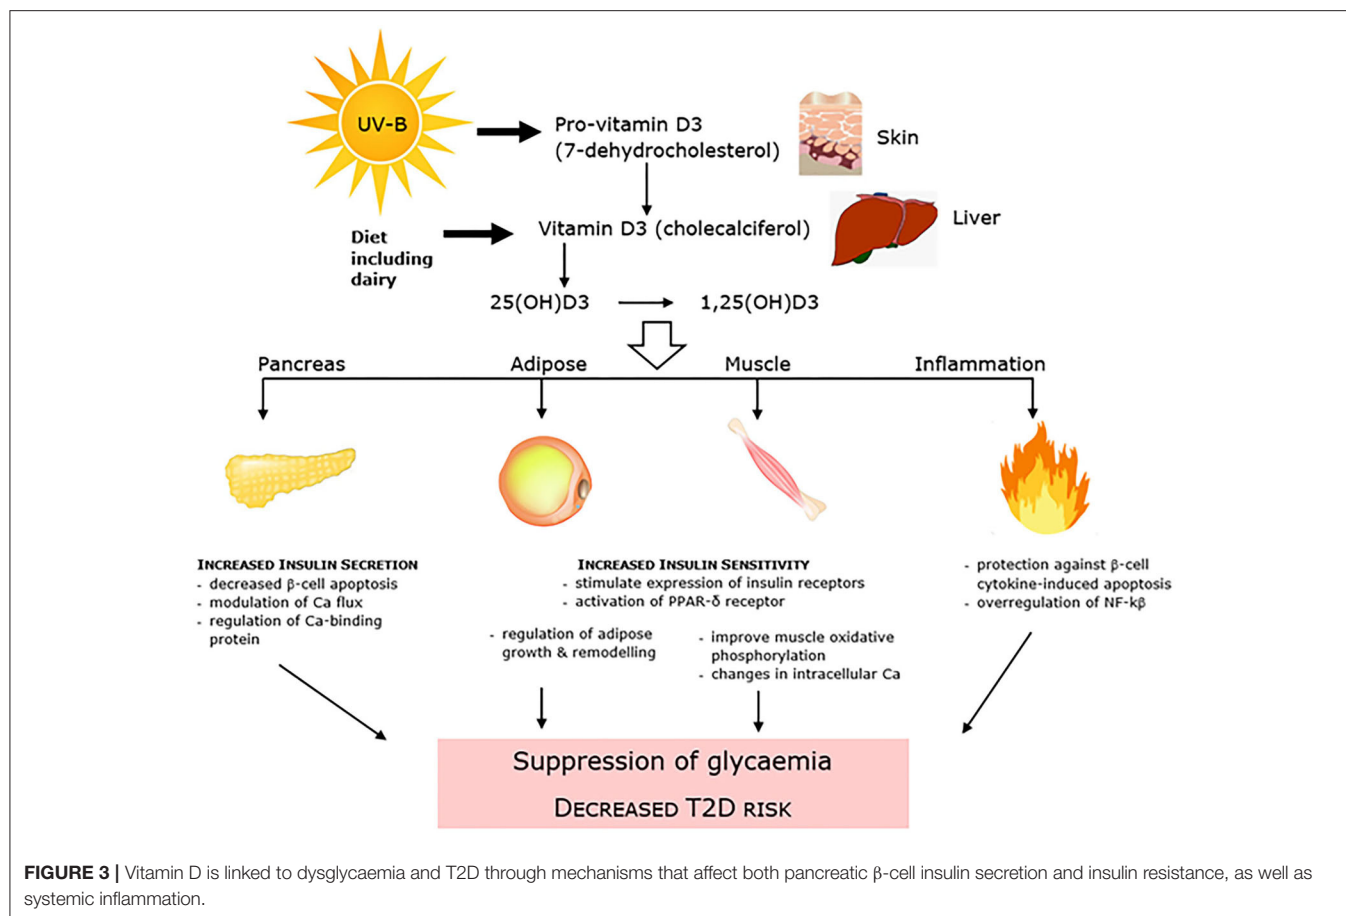 UV-B
Pro-vitamin D3
(7-dehydrocholesterol)
Skin
Diet
including
dairy
Vitamin D3 (cholecalciferol)
Liver
25(OH)D3
1,25(OH)D3
Pancreas
Adipose
Muscle
Inflammation
INCREASED INSULIN SECRETION
- decreased β-cell apoptosis
- modulation of Ca flux
- regulation of Ca-binding
protein
INCREASED INSULIN SENSITIVITY
- stimulate expression of insulin receptors
- activation of PPAR-δ receptor
- regulation of adipose
growth & remodelling
- improve muscle oxidative
phosphorylation
- changes in intracellular Ca
- protection against β-cell
cytokine-induced apoptosis
- overregulation of NF-kβ
Suppression of glycaemia
DECREASED T2D RISK
FIGURE 3 | Vitamin D is linked to dysglycaemia and T2D through mechanisms that affect both pancreatic β-cell insulin secretion and insulin resistance, as well as
systemic inflammation.